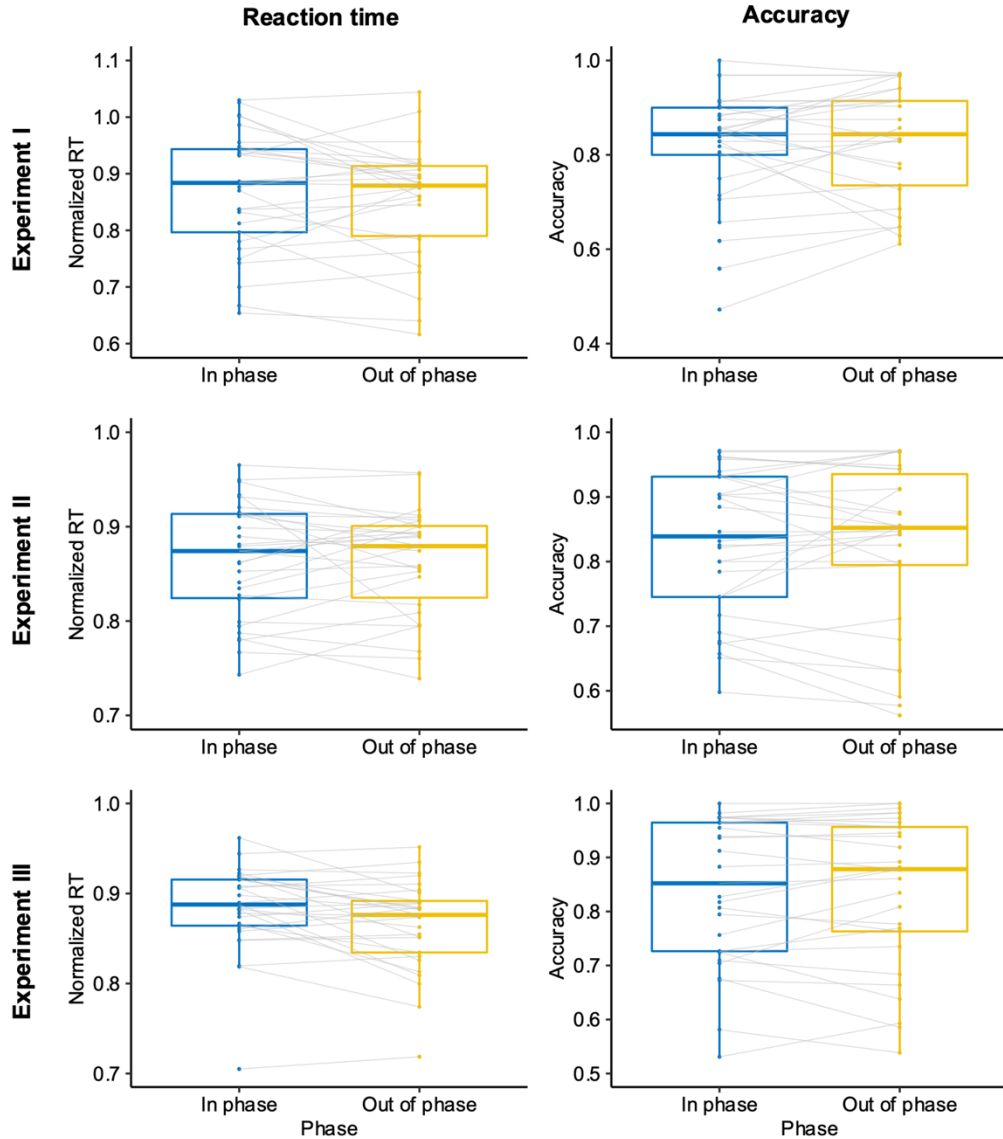 Reaction time
Accuracy
Experiment I
Normalized RT
1.1
1.0
0.9
0.8
0.7
0.6
In phase
Out of phase
Accuracy
1.0
0.8
0.6
0.4
In phase
Out of phase
Experiment II
Normalized RT
1.0
0.9
0.8
0.7
In phase
Out of phase
Accuracy
1.0
0.9
0.8
0.7
0.6
In phase
Out of phase
Experiment III
Normalized RT
1.0
0.9
0.8
0.7
In phase
Out of phase
Phase
Accuracy
1.0
0.9
0.8
0.7
0.6
0.5
In phase
Out of phase
Phase